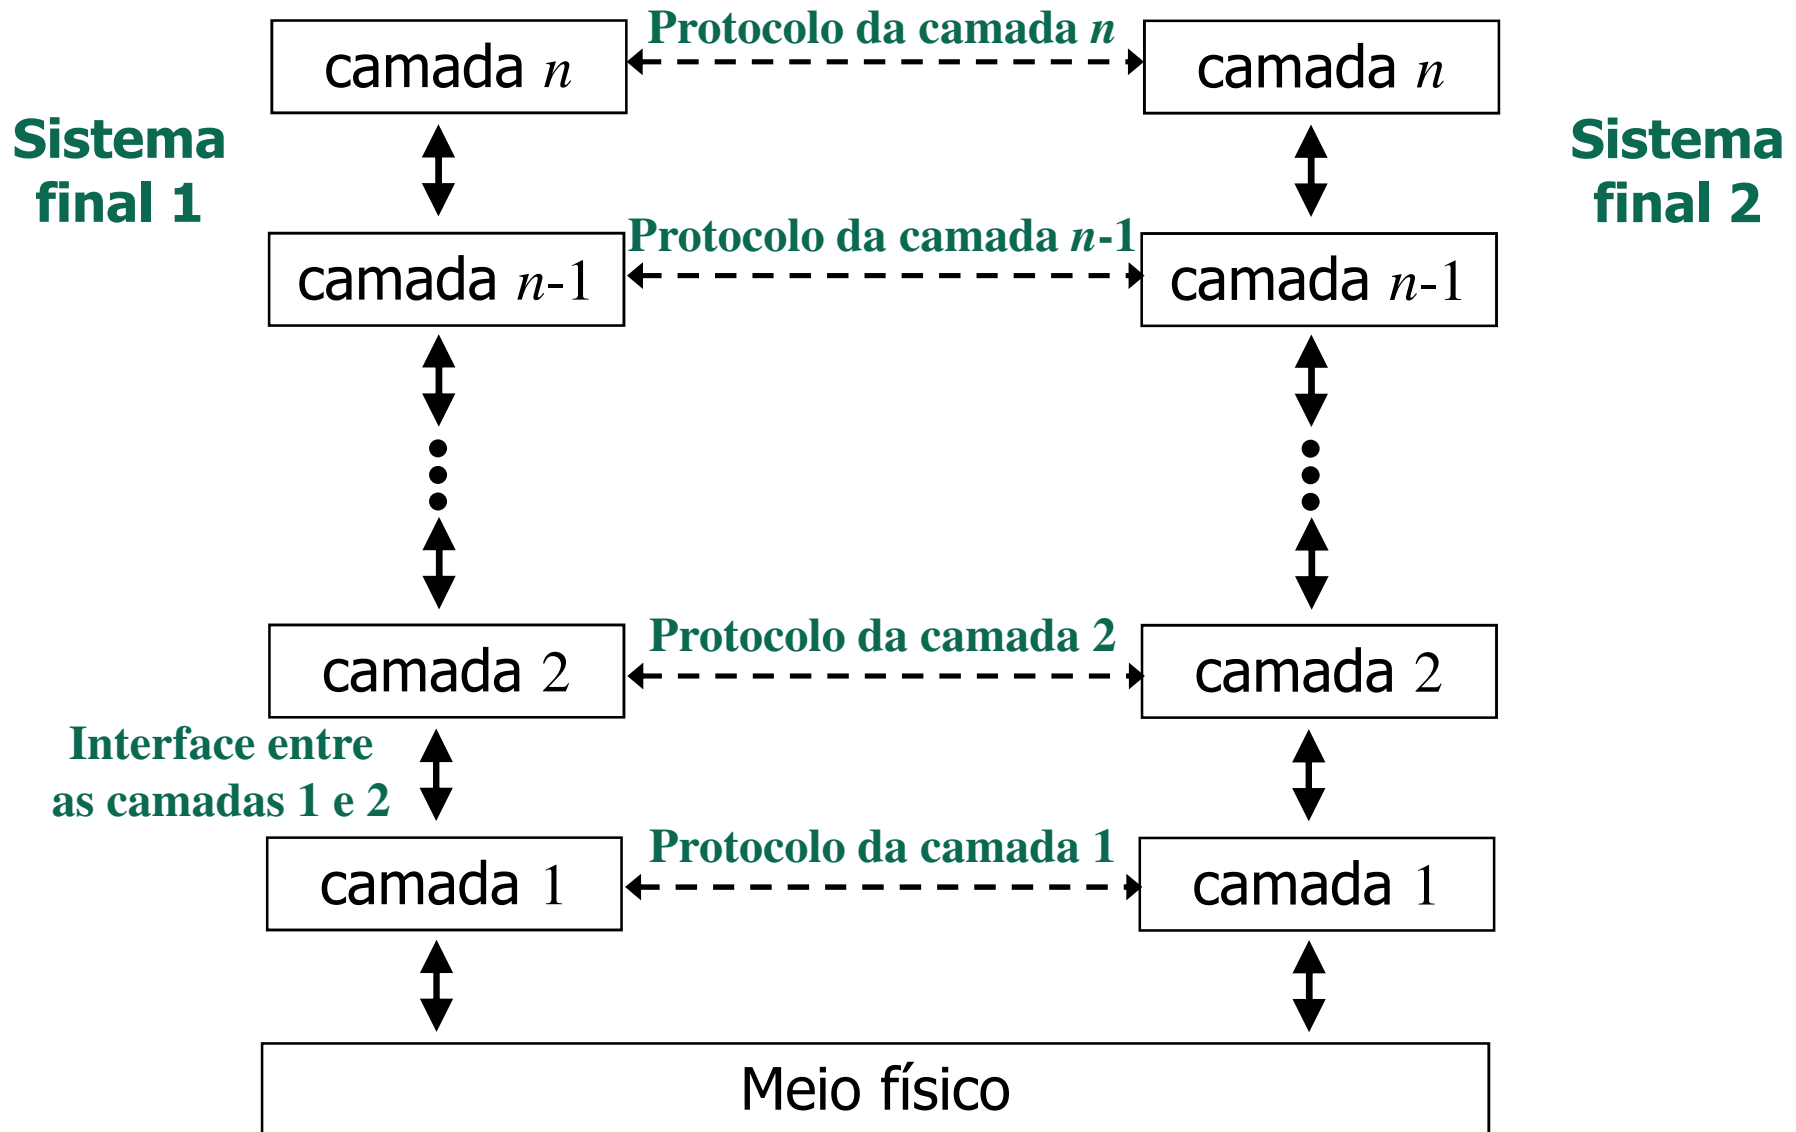 Protocolo da camada n
camada n
camada n
Sistema
final 1
Sistema
final 2
Protocolo da camada n-1
camada n-1
camada n-1
Protocolo da camada 2
camada 2
camada 2
Interface entre
as camadas 1 e 2
Protocolo da camada 1
camada 1
camada 1
Meio físico